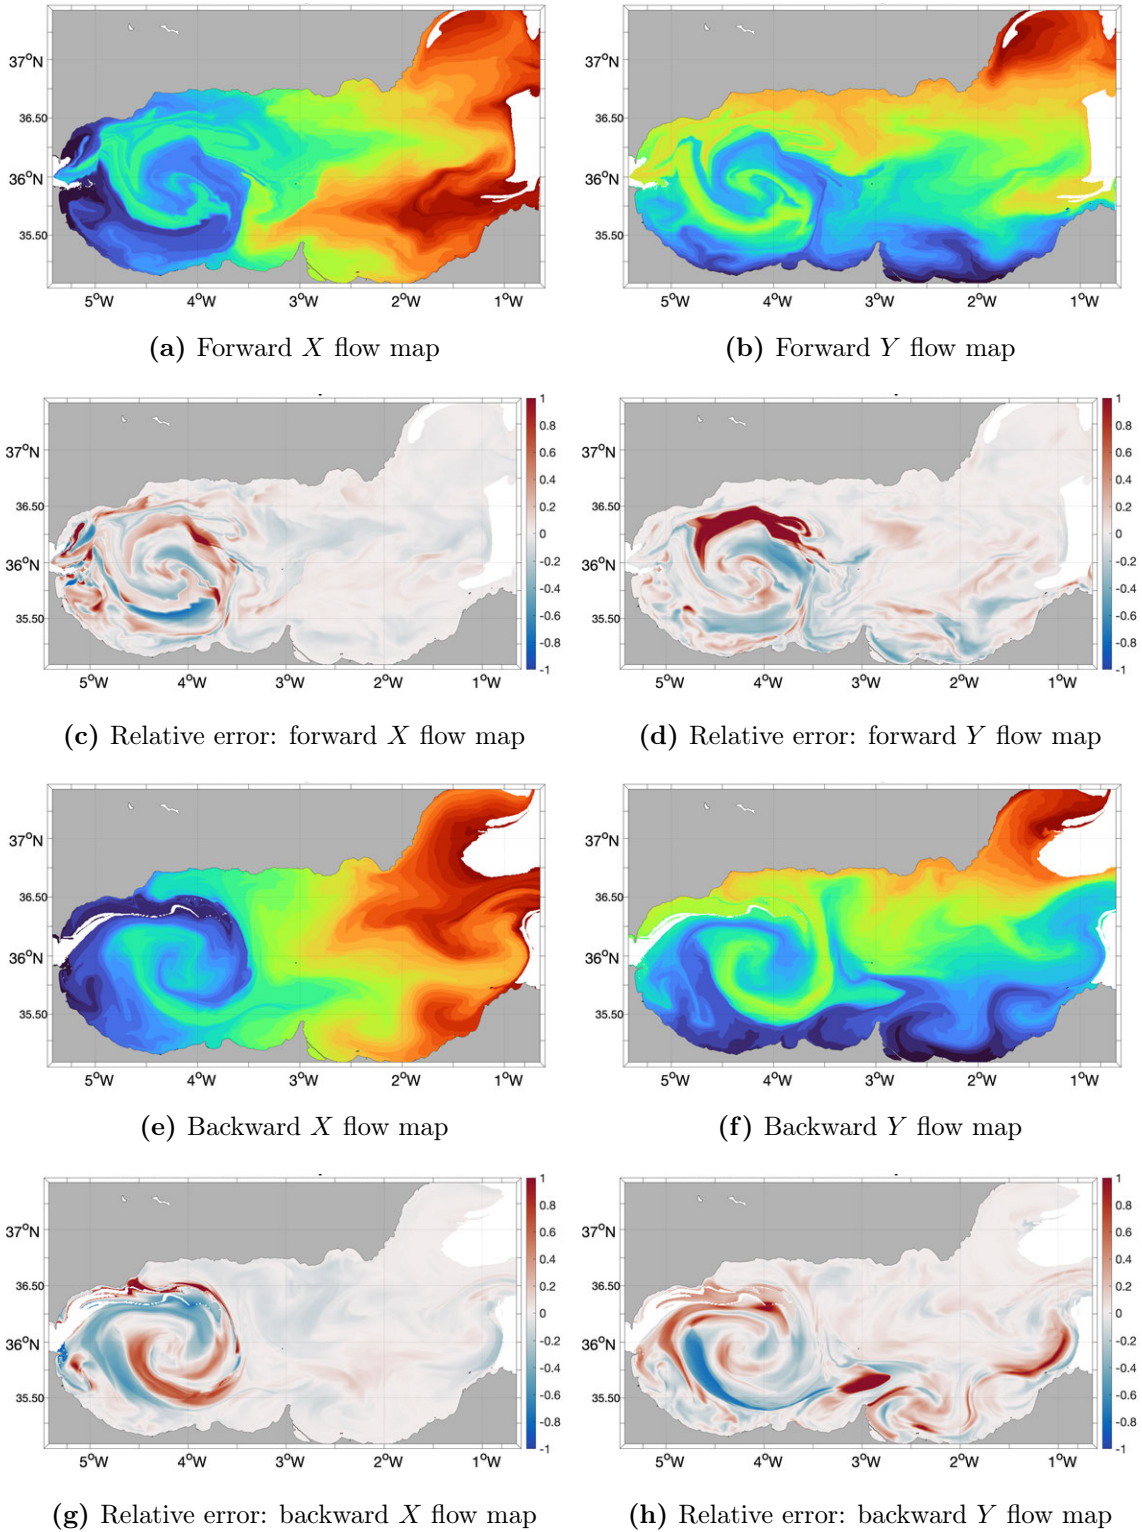 37°N
36.50
36°N
35.50
5°W 4°W 3°W 2°W 1°W
(a) Forward X flow map
37°N
36.50
36°N
35.50
5°W 4°W 3°W 2°W 1°W
(b) Forward Y flow map
37°N
36.50
36°N
35.50
5°W 4°W 3°W 2°W 1°W
1
0.8
0.6
0.4
0.2
0
-0.2
-0.4
-0.6
-0.8
-1
(c) Relative error: forward X flow map
37°N
36.50
36°N
35.50
5°W 4°W 3°W 2°W 1°W
1
0.8
0.6
0.4
0.2
0
-0.2
-0.4
-0.6
-0.8
-1
(d) Relative error: forward Y flow map
37°N
36.50
36°N
35.50
5°W 4°W 3°W 2°W 1°W
(e) Backward X flow map
37°N
36.50
36°N
35.50
5°W 4°W 3°W 2°W 1°W
(f) Backward Y flow map
37°N
36.50
36°N
35.50
5°W 4°W 3°W 2°W 1°W
1
0.8
0.6
0.4
0.2
0
-0.2
-0.4
-0.6
-0.8
-1
(g) Relative error: backward X flow map
37°N
36.50
36°N
35.50
5°W 4°W 3°W 2°W 1°W
1
0.8
0.6
0.4
0.2
0
-0.2
-0.4
-0.6
-0.8
-1
(h) Relative error: backward Y flow map